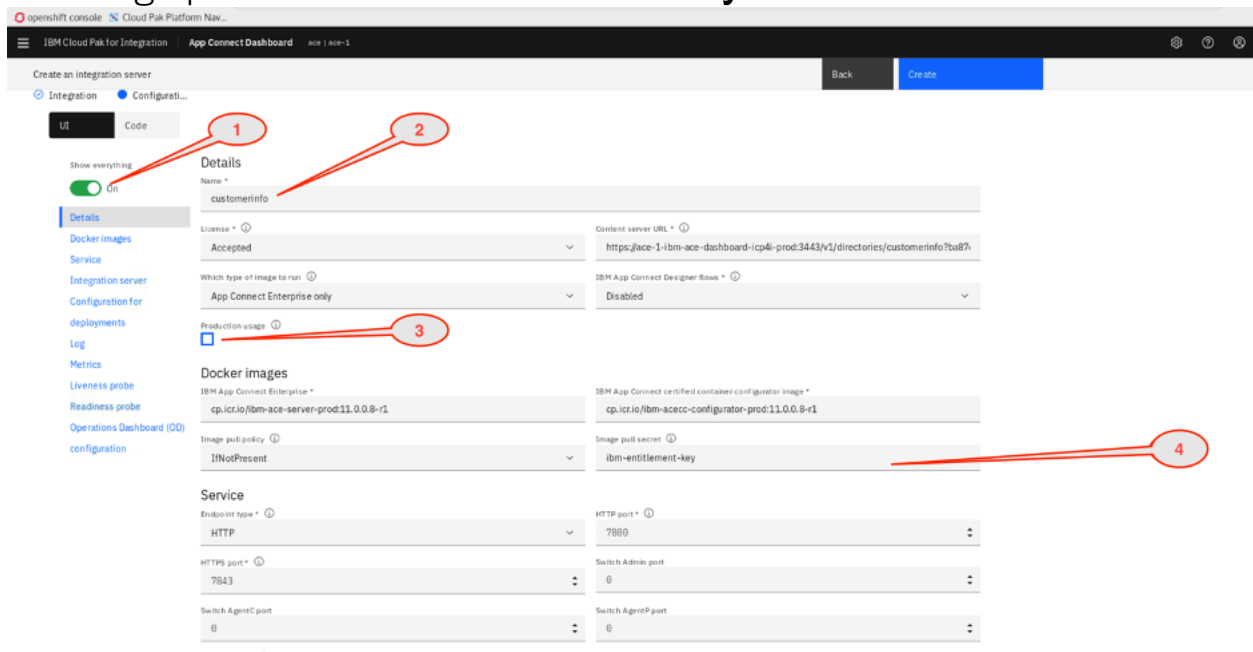 openshift console Cloud Pak Platform Nav...
IBM Cloud Pak for Integration App Connect Dashboard ace | ace-1
Create an integration server Back Create
Integration Configurati...
UI Code
1
2
Show everything
On
Details
Docker images
Service
Integration server
Configuration for
deployments
Log
Metrics
Liveness probe
Readiness probe
Operations Dashboard (OD)
configuration
Details
Name *
customerinfo
License * Content server URL *
Accepted https://ace-1-ibm-ace-dashboard-icp4i-prod:3443/v1/directories/customerinfo?ba87
Which type of image to run IBM App Connect Designer flows *
App Connect Enterprise only Disabled
Production usage
3
Docker images
IBM App Connect Enterprise * IBM App Connect certified container configurator image *
cp.icr.io/ibm-ace-server-prod:11.0.0.8-r1 cp.icr.io/ibm-acecc-configurator-prod:11.0.0.8-r1
Image pull policy Image pull secret
IfNotPresent ibm-entitlement-key
4
Service
Endpoint type * HTTP port *
HTTP 7800
HTTPS port * Switch Admin port
7843 0
Switch AgentC port Switch AgentP port
0 0